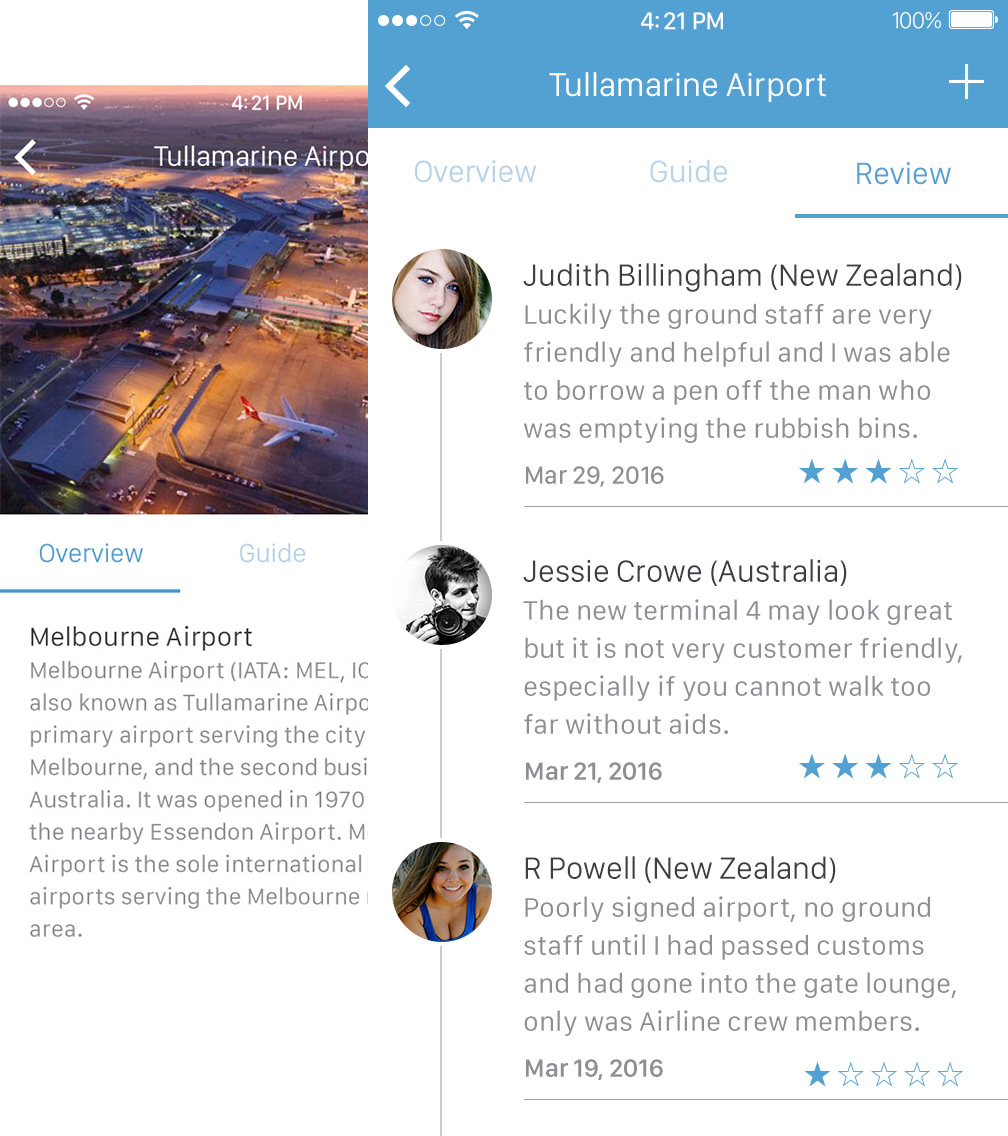 4:21 PM
Tullamarine Airpo
Overview
Guide
Melbourne Airport
Melbourne Airport (IATA: MEL, IC
also known as Tullamarine Airpo
primary airport serving the city
Melbourne, and the second busi
Australia. It was opened in 1970
the nearby Essendon Airport. M
Airport is the sole international
airports serving the Melbourne
area.
4:21 PM
100%
Tullamarine Airport
Overview
Guide
Review
Judith Billingham (New Zealand)
Luckily the ground staff are very
friendly and helpful and I was able
to borrow a pen off the man who
was emptying the rubbish bins.
Mar 29, 2016
Jessie Crowe (Australia)
The new terminal 4 may look great
but it is not very customer friendly,
especially if you cannot walk too
far without aids.
Mar 21, 2016
R Powell (New Zealand)
Poorly signed airport, no ground
staff until I had passed customs
and had gone into the gate lounge,
only was Airline crew members.
Mar 19, 2016